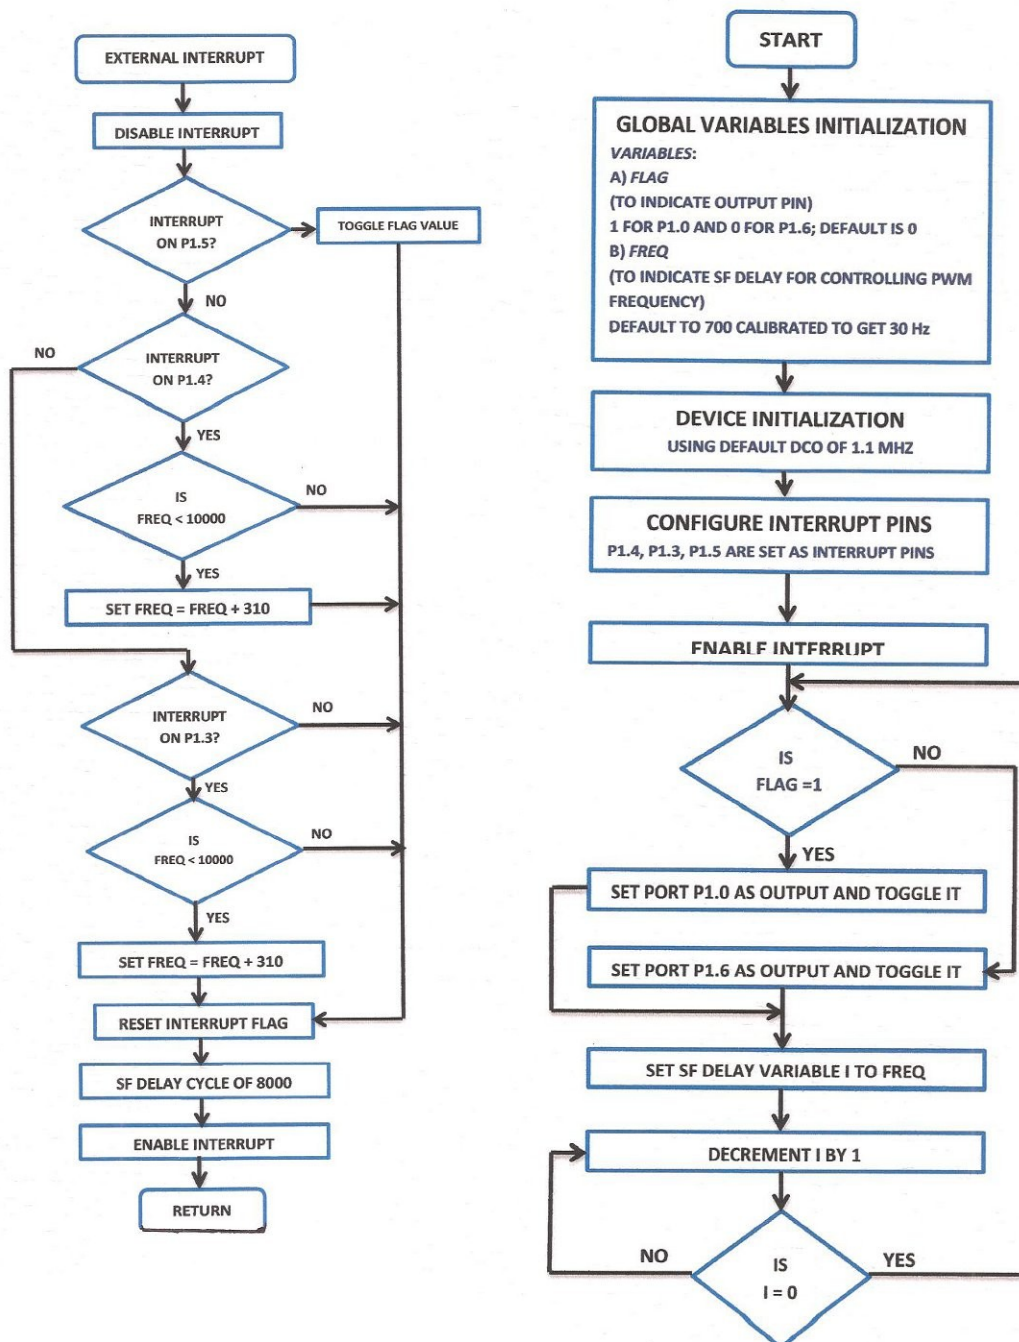 EXTERNAL INTERRUPT
DISABLE INTERRUPT
INTERRUPT
ON P1.5?
TOGGLE FLAG VALUE
NO
NO
INTERRUPT
ON P1.4?
YES
IS
FREQ < 10000
NO
YES
SET FREQ = FREQ + 310
INTERRUPT
ON P1.3?
NO
YES
IS
FREQ < 10000
NO
YES
SET FREQ = FREQ + 310
RESET INTERRUPT FLAG
SF DELAY CYCLE OF 8000
ENABLE INTERRUPT
RETURN
START
GLOBAL VARIABLES INITIALIZATION
VARIABLES:
A) FLAG
(TO INDICATE OUTPUT PIN)
1 FOR P1.0 AND 0 FOR P1.6; DEFAULT IS 0
B) FREQ
(TO INDICATE SF DELAY FOR CONTROLLING PWM
FREQUENCY)
DEFAULT TO 700 CALIBRATED TO GET 30 Hz
DEVICE INITIALIZATION
USING DEFAULT DCO OF 1.1 MHZ
CONFIGURE INTERRUPT PINS
P1.4, P1.3, P1.5 ARE SET AS INTERRUPT PINS
ENABLE INTERRUPT
IS
FLAG =1
NO
YES
SET PORT P1.0 AS OUTPUT AND TOGGLE IT
SET PORT P1.6 AS OUTPUT AND TOGGLE IT
SET SF DELAY VARIABLE I TO FREQ
DECREMENT I BY 1
NO
IS
I = 0
YES